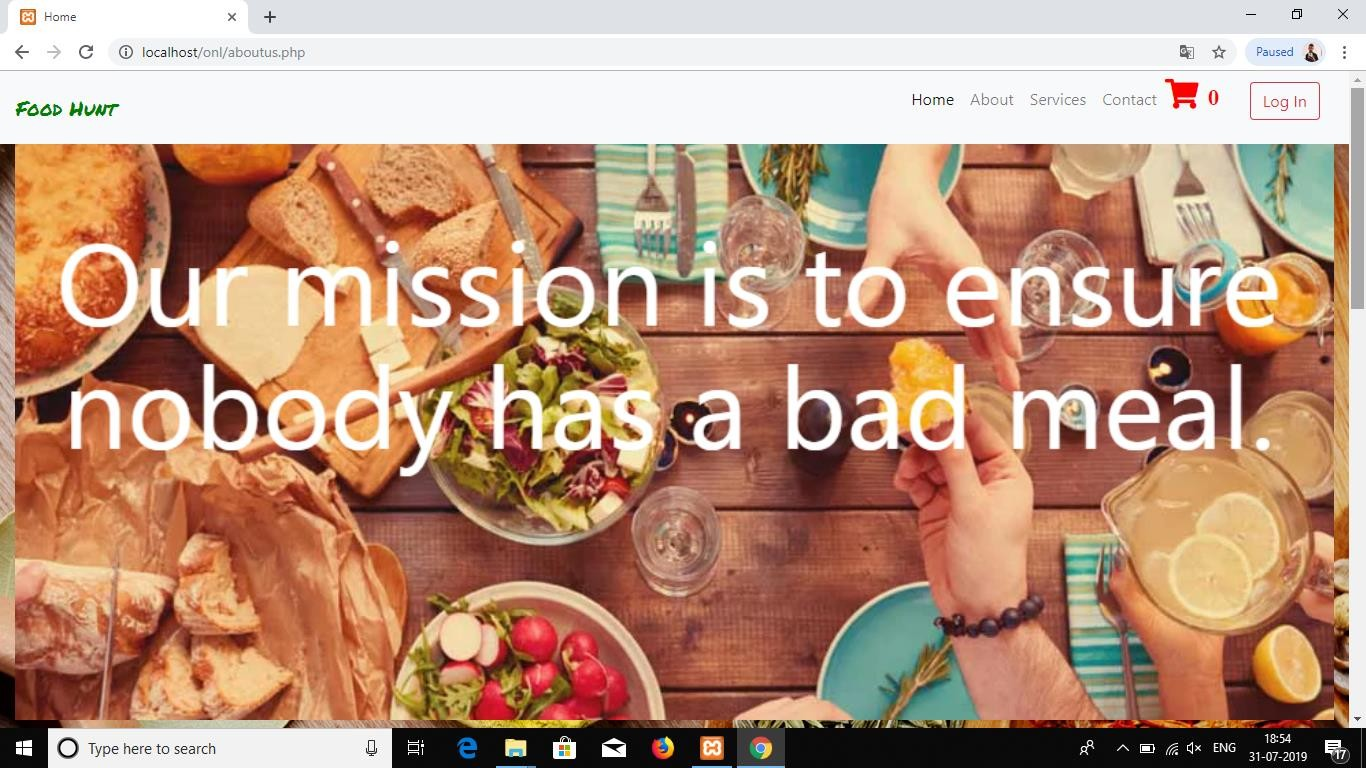 Home
localhost/onl/aboutus.php
Paused
Food Hunt
Home About Services Contact 0 Log In
Our mission is to ensure
nobody has a bad meal.
Type here to search
ENG
18:54
31-07-2019
17